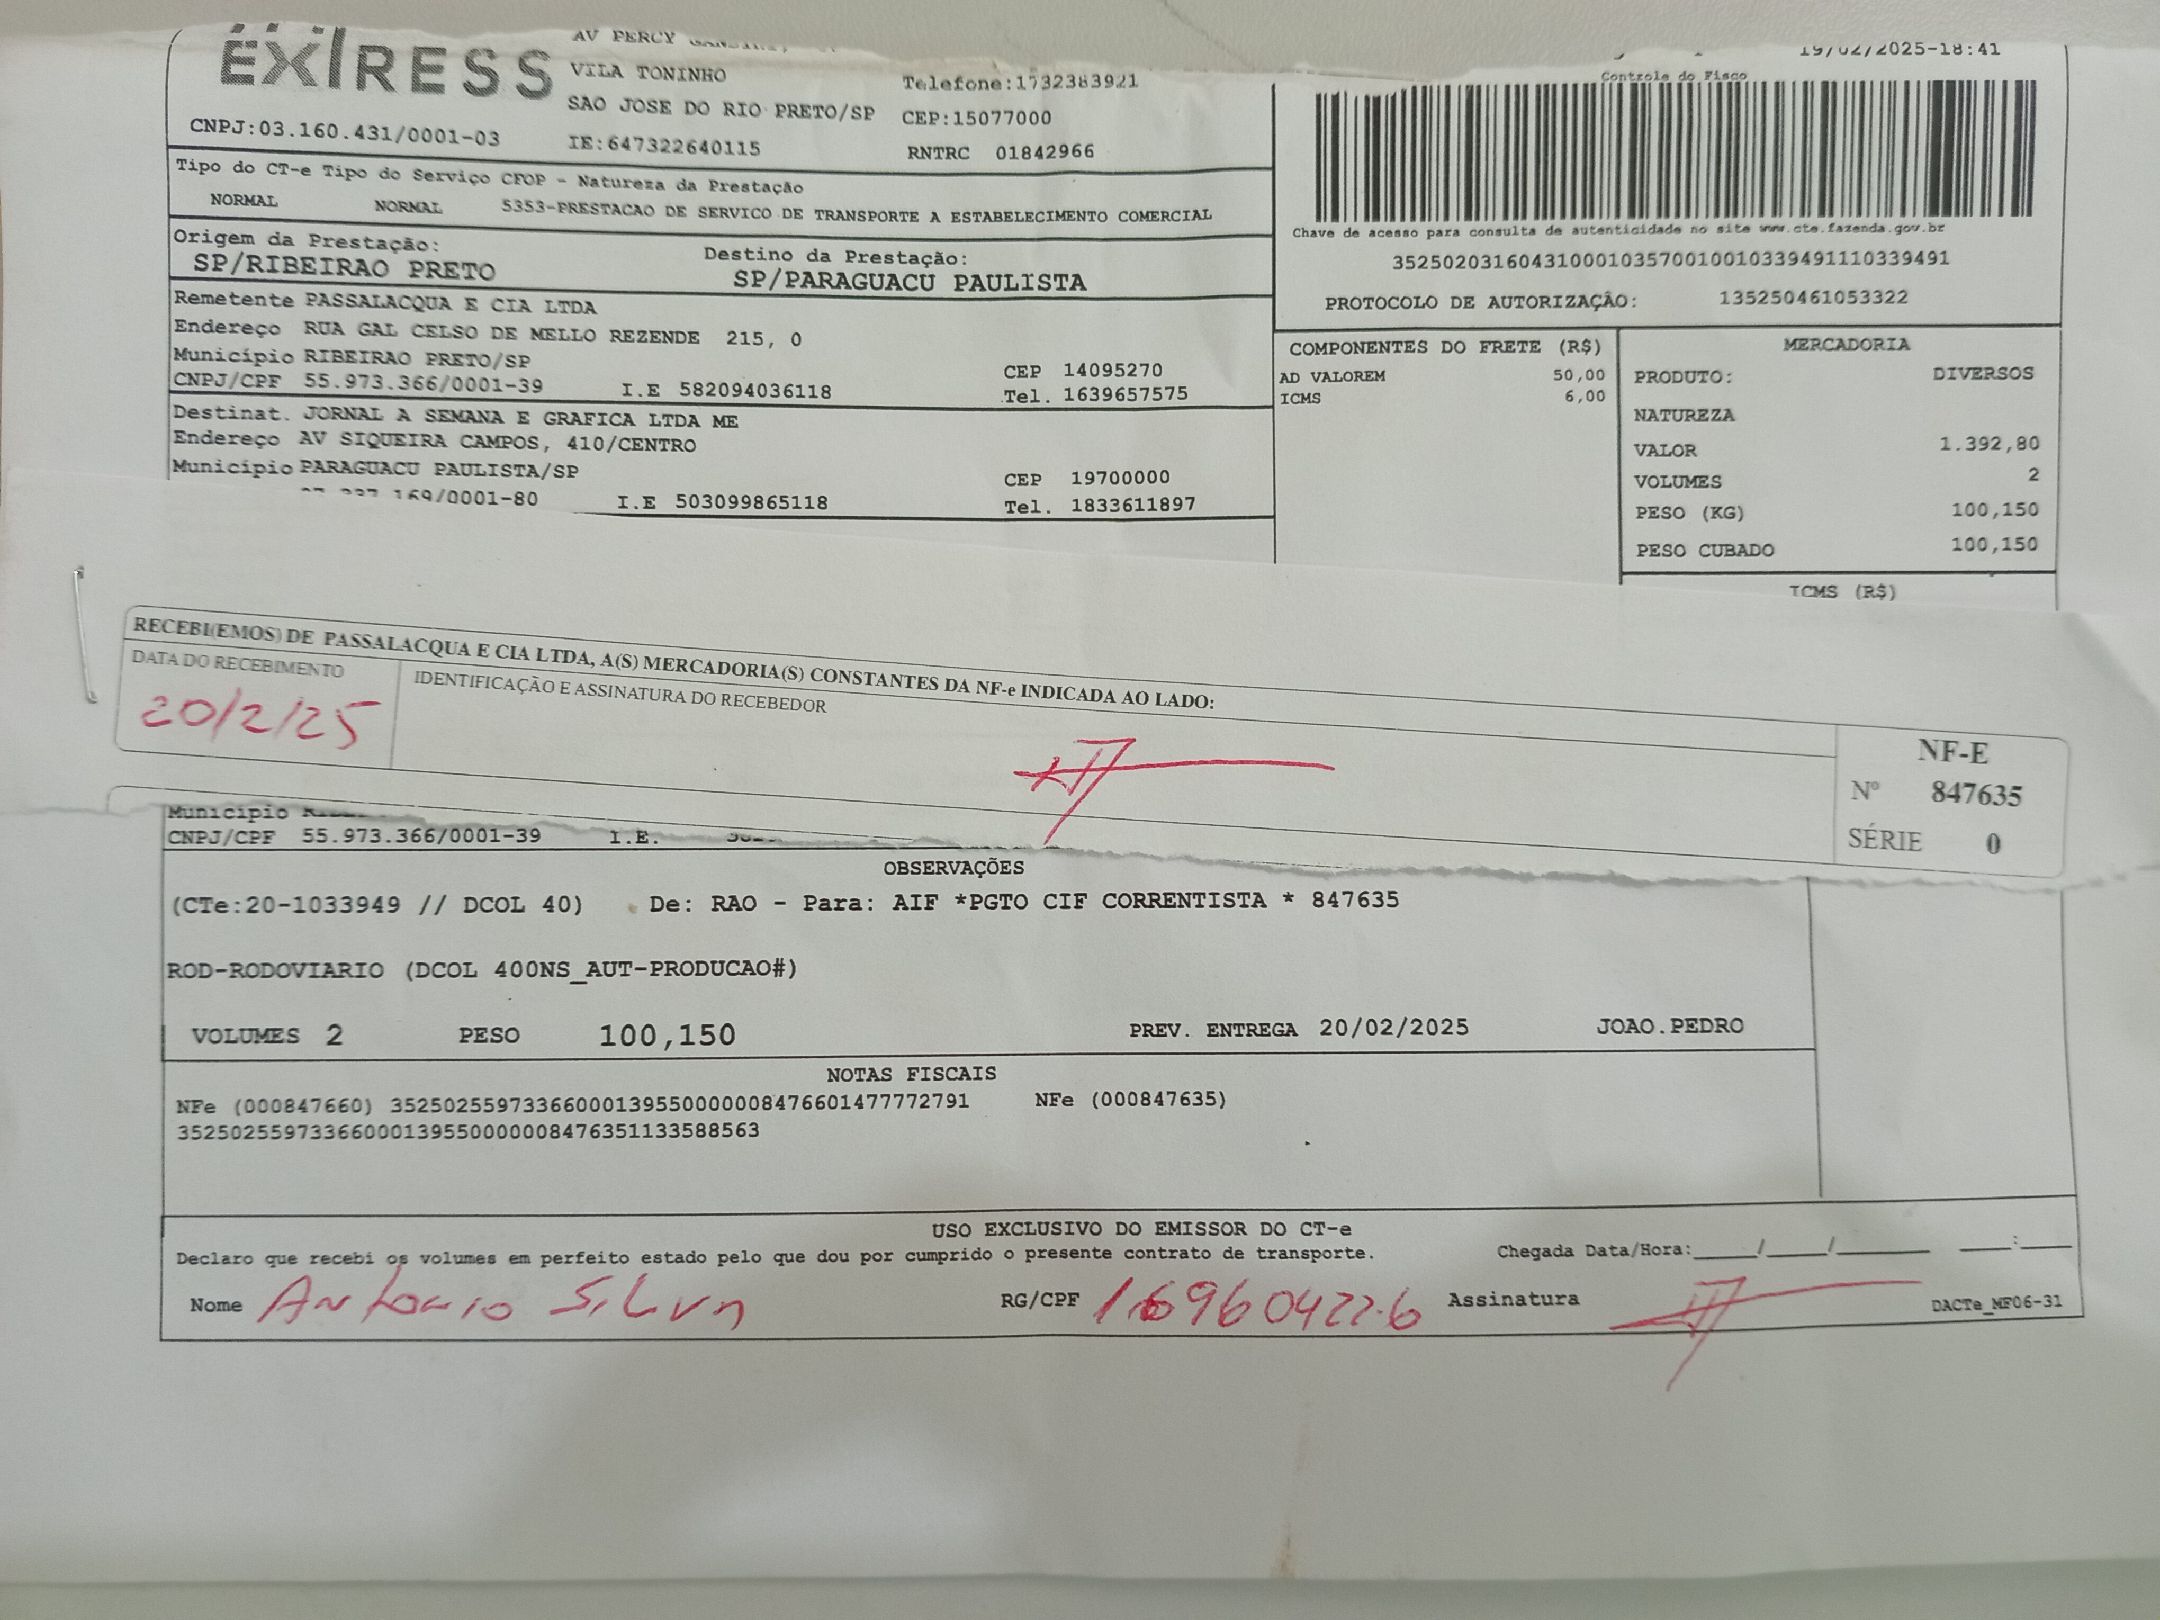 EXPRESS
AV PERCY
19/02/2025-18:41
VILA TONINHO
Telefone:1732383921
Controle do Fisco
SAO JOSE DO RIO PRETO/SP CEP:15077000
CNPJ:03.160.431/0001-03 IE:647322640115 RNTRC 01842966
Tipo do CT-e Tipo do Serviço CFOP - Natureza da Prestação
NORMAL NORMAL 5353-PRESTACAO DE SERVICO DE TRANSPORTE A ESTABELECIMENTO COMERCIAL
Chave de acesso para consulta de autenticidade no site www.cte.fazenda.gov.br
35250203160431000103570010010339491110339491
PROTOCOLO DE AUTORIZAÇÃO: 135250461053322
Origem da Prestação: Destino da Prestação:
SP/RIBEIRAO PRETO SP/PARAGUACU PAULISTA
Remetente PASSALACQUA E CIA LTDA
Endereço RUA GAL CELSO DE MELLO REZENDE 215, 0
Município RIBEIRAO PRETO/SP CEP 14095270
CNPJ/CPF 55.973.366/0001-39 I.E 582094036118 Tel. 1639657575
Destinat. JORNAL A SEMANA E GRAFICA LTDA ME
Endereço AV SIQUEIRA CAMPOS, 410/CENTRO
Município PARAGUACU PAULISTA/SP CEP 19700000
169/0001-80 I.E 503099865118 Tel. 1833611897
COMPONENTES DO FRETE (R$)
AD VALOREM 50,00
ICMS 6,00
MERCADORIA
PRODUTO: DIVERSOS
NATUREZA
VALOR 1.392,80
VOLUMES 2
PESO (KG) 100,150
PESO CUBADO 100,150
ICMS (R$)
RECEBI(EMOS) DE PASSALACQUA E CIA LTDA, A(S) MERCADORIA(S) CONSTANTES DA NF-e INDICADA AO LADO:
DATA DO RECEBIMENTO IDENTIFICAÇÃO E ASSINATURA DO RECEBEDOR
20/2/25
NF-E
Nº 847635
SÉRIE 0
Município
CNPJ/CPF 55.973.366/0001-39 I.E.
OBSERVAÇÕES
(CTe:20-1033949 // DCOL 40) De: RAO - Para: AIF *PGTO CIF CORRENTISTA * 847635
ROD-RODOVIARIO (DCOL 400NS_AUT-PRODUCAO#)
VOLUMES 2 PESO 100,150 PREV. ENTREGA 20/02/2025 JOAO.PEDRO
NOTAS FISCAIS
NFe (000847660) 35250255973366000139550000008476601477772791 NFe (000847635)
35250255973366000139550000008476351133588563
USO EXCLUSIVO DO EMISSOR DO CT-e
Declaro que recebi os volumes em perfeito estado pelo que dou por cumprido o presente contrato de transporte. Chegada Data/Hora:____/____/______ ___:___
Nome Antonio Silva RG/CPF 16960422-6 Assinatura DACTe_MF06-31